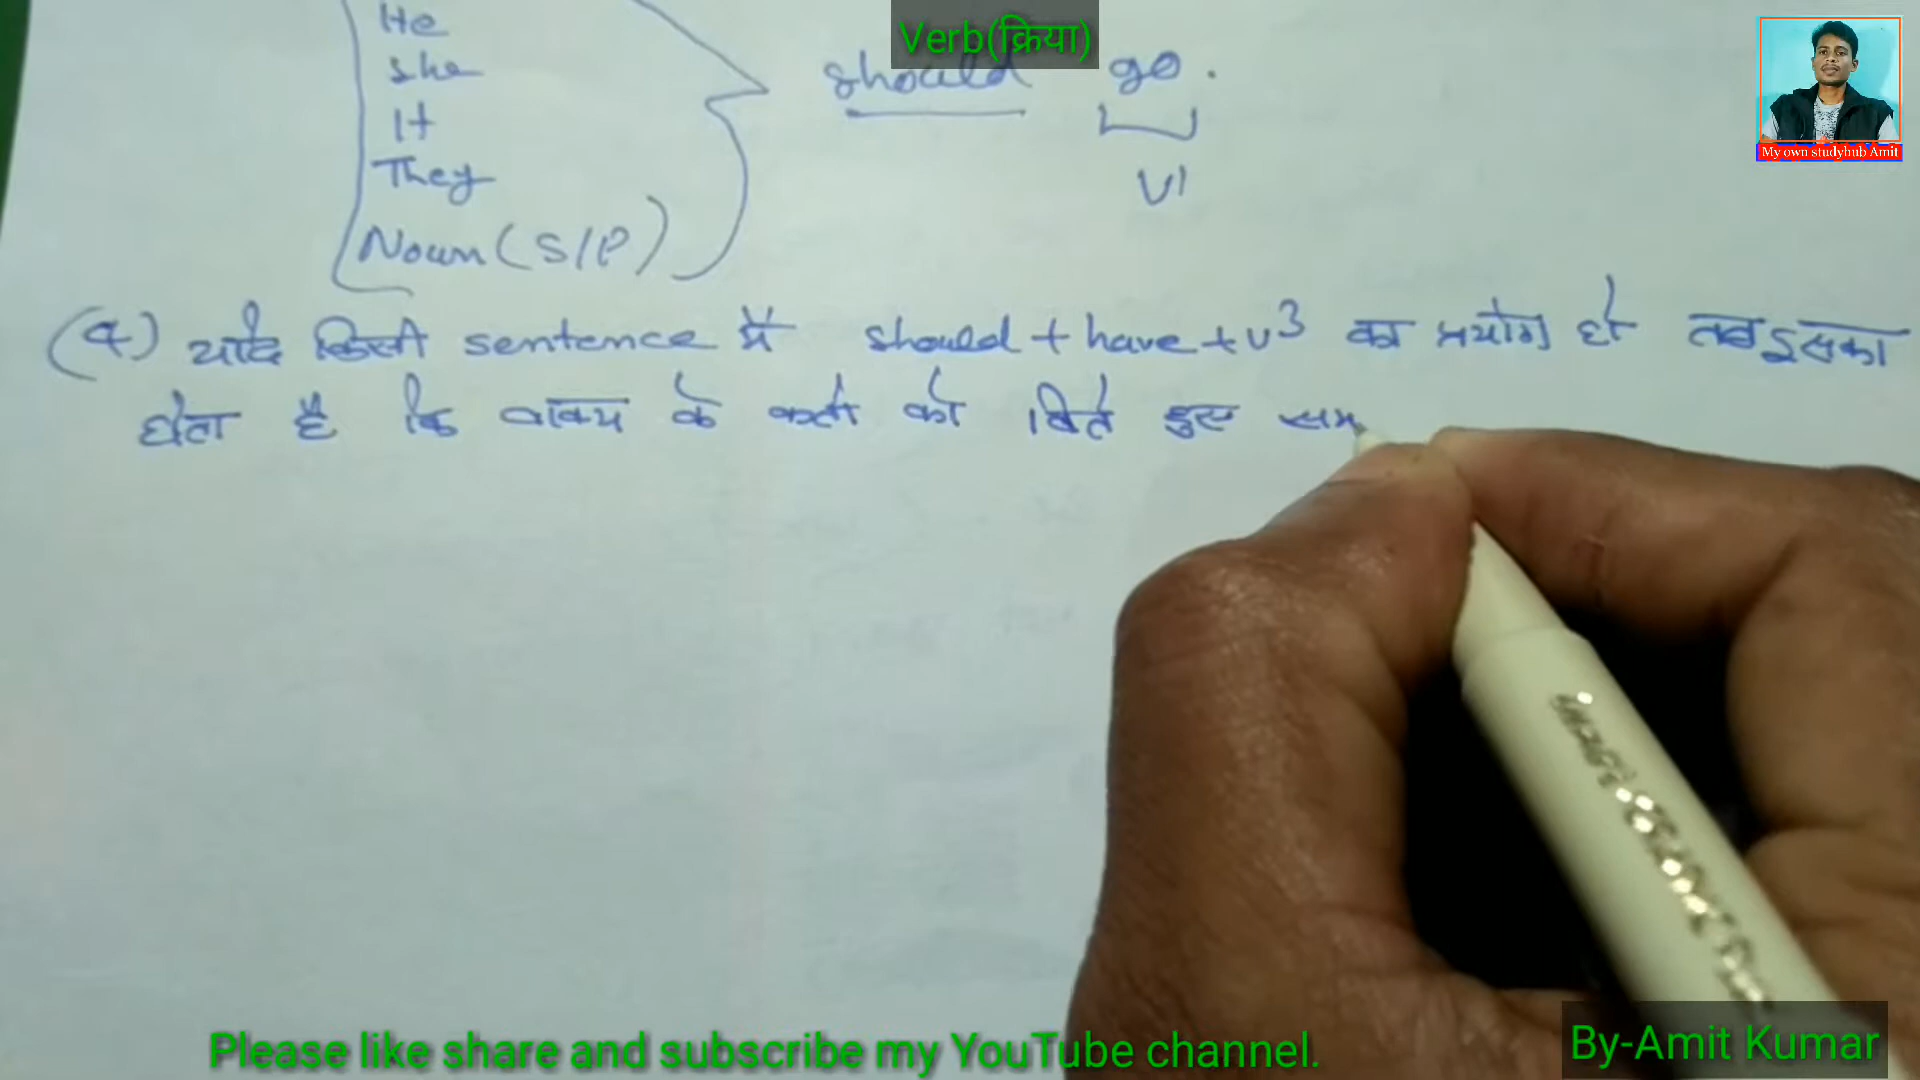 Verb(क्रिया)
He
She
It
They
Noun (S/P)
should go.
V1
My own studyhub Amit
(4) यदि किसी sentence में should + have + v3 का प्रयोग हो तब इसका
होता है कि वाक्य के कर्ता को बिते हुए सम
Please like share and subscribe my YouTube channel.
By-Amit Kumar